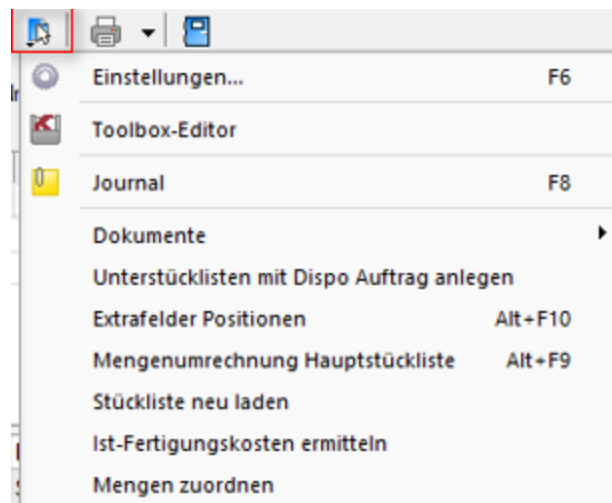 Einstellungen... F6
Toolbox-Editor
Journal F8
Dokumente
Unterstücklisten mit Dispo Auftrag anlegen
Extrafelder Positionen Alt+F10
Mengenumrechnung Hauptstückliste Alt+F9
Stückliste neu laden
Ist-Fertigungskosten ermitteln
Mengen zuordnen